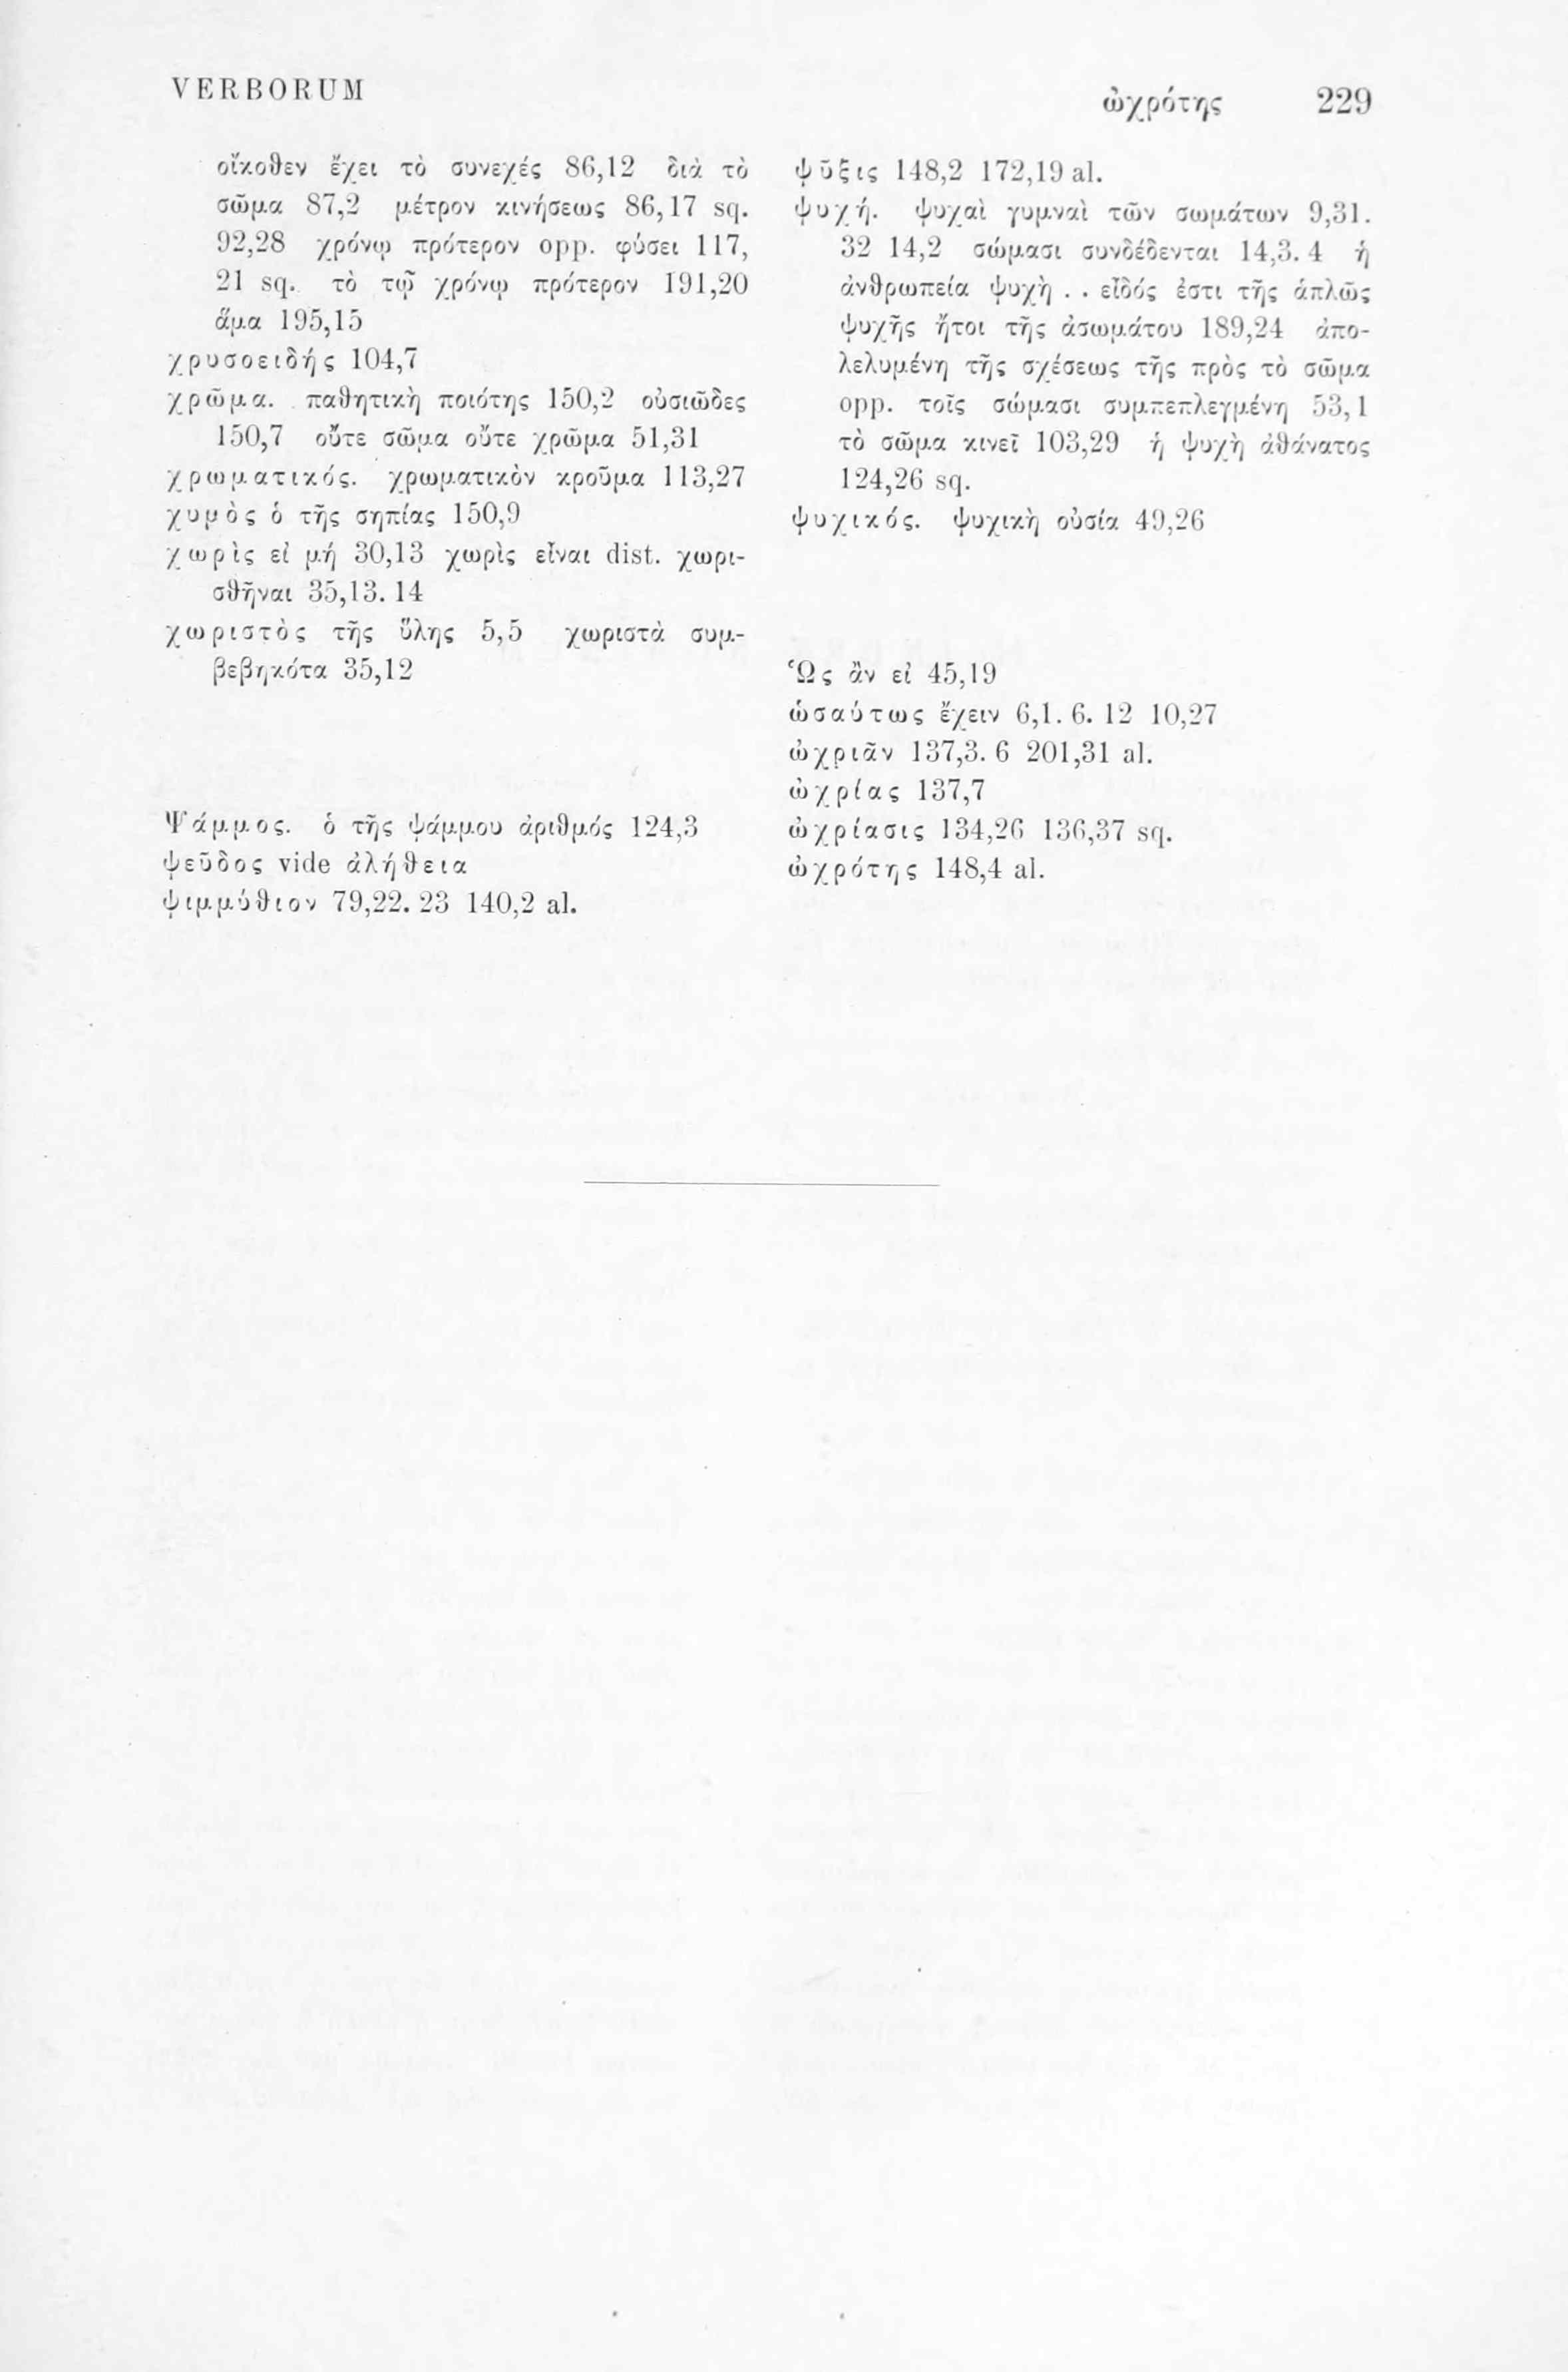 VERBORUM
ὠχρότης 229
οἴκοθεν ἔχει τὸ συνεχές 86,12 διὰ τὸ
σῶμα 87,2 μέτρον κινήσεως 86,17 sq.
92,28 χρόνῳ πρότερον opp. φύσει 117,
21 sq. τὸ τῷ χρόνῳ πρότερον 191,20
ἅμα 195,15
χρυσοειδής 104,7
χρῶμα. παθητικὴ ποιότης 150,2 οὐσιῶδες
150,7 οὔτε σῶμα οὔτε χρῶμα 51,31
χρωματικός. χρωματικὸν κροῦμα 113,27
χυμὸς ὁ τῆς σηπίας 150,9
χωρὶς εἰ μή 30,13 χωρὶς εἶναι dist. χωρι-
σθῆναι 35,13. 14
χωριστὸς τῆς ὕλης 5,5 χωριστὰ συμ-
βεβηκότα 35,12
Ψάμμος. ὁ τῆς ψάμμου ἀριθμός 124,3
ψεῦδος vide ἀλήθεια
ψιμμύθιον 79,22. 23 140,2 al.
ψῦξις 148,2 172,19 al.
ψυχή. ψυχαὶ γυμναὶ τῶν σωμάτων 9,31.
32 14,2 σώμασι συνδέδενται 14,3. 4 ἡ
ἀνθρωπεία ψυχὴ . . εἶδός ἐστι τῆς ἁπλῶς
ψυχῆς ἤτοι τῆς ἀσωμάτου 189,24 ἀπο-
λελυμένη τῆς σχέσεως τῆς πρὸς τὸ σῶμα
opp. τοῖς σώμασι συμπεπλεγμένη 53,1
τὸ σῶμα κινεῖ 103,29 ἡ ψυχὴ ἀθάνατος
124,26 sq.
ψυχικός. ψυχικὴ οὐσία 49,26
Ὡς ἂν εἰ 45,19
ὡσαύτως ἔχειν 6,1. 6. 12 10,27
ὠχριᾶν 137,3. 6 201,31 al.
ὠχρίας 137,7
ὠχρίασις 134,26 136,37 sq.
ὠχρότης 148,4 al.